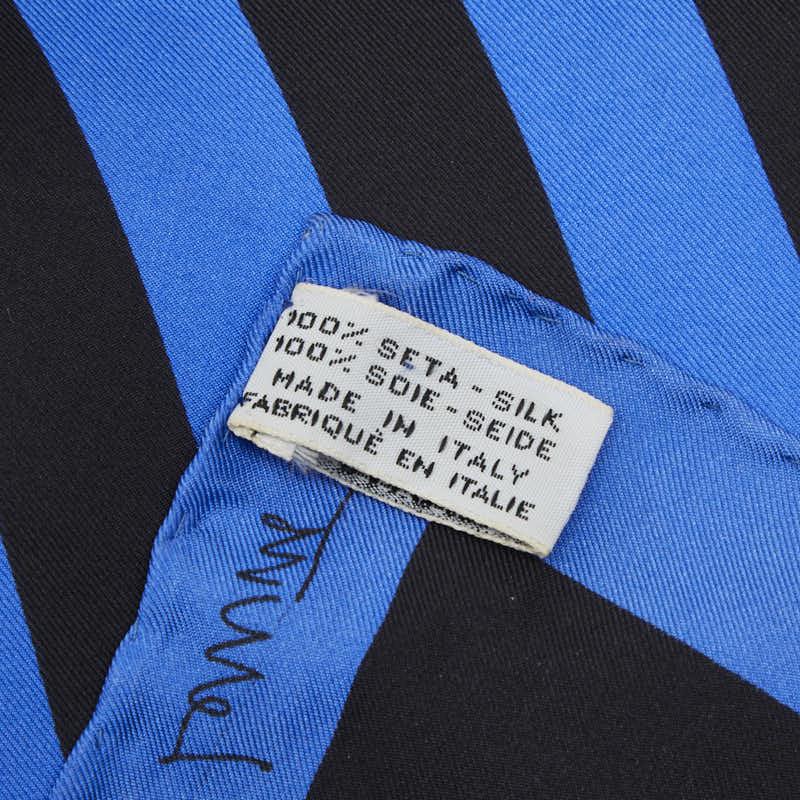 100% SETA - SILK
100% SOIE - SEIDE
MADE IN ITALY
FABRIQUÉ EN ITALIE